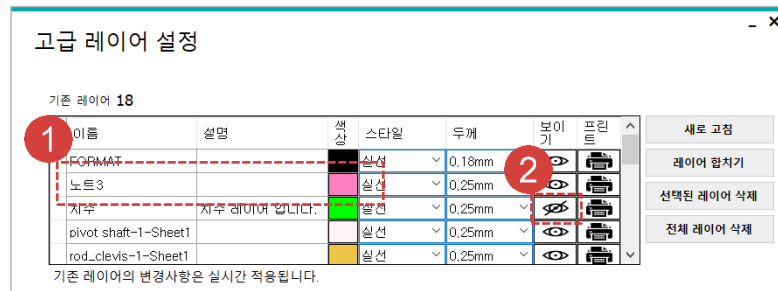 고급 레이어 설정
기존 레이어 18
이름 설명 색상 스타일 두께 보이기 프린트
FORMAT 실선 0.18mm
노트3 실선 0.25mm
치수 치수 레이어 입니다. 실선 0.25mm
pivot shaft-1-Sheet1 실선 0.25mm
rod_clevis-1-Sheet1 실선 0.25mm
기존 레이어의 변경사항은 실시간 적용됩니다.
새로 고침
레이어 합치기
선택된 레이어 삭제
전체 레이어 삭제
1
2